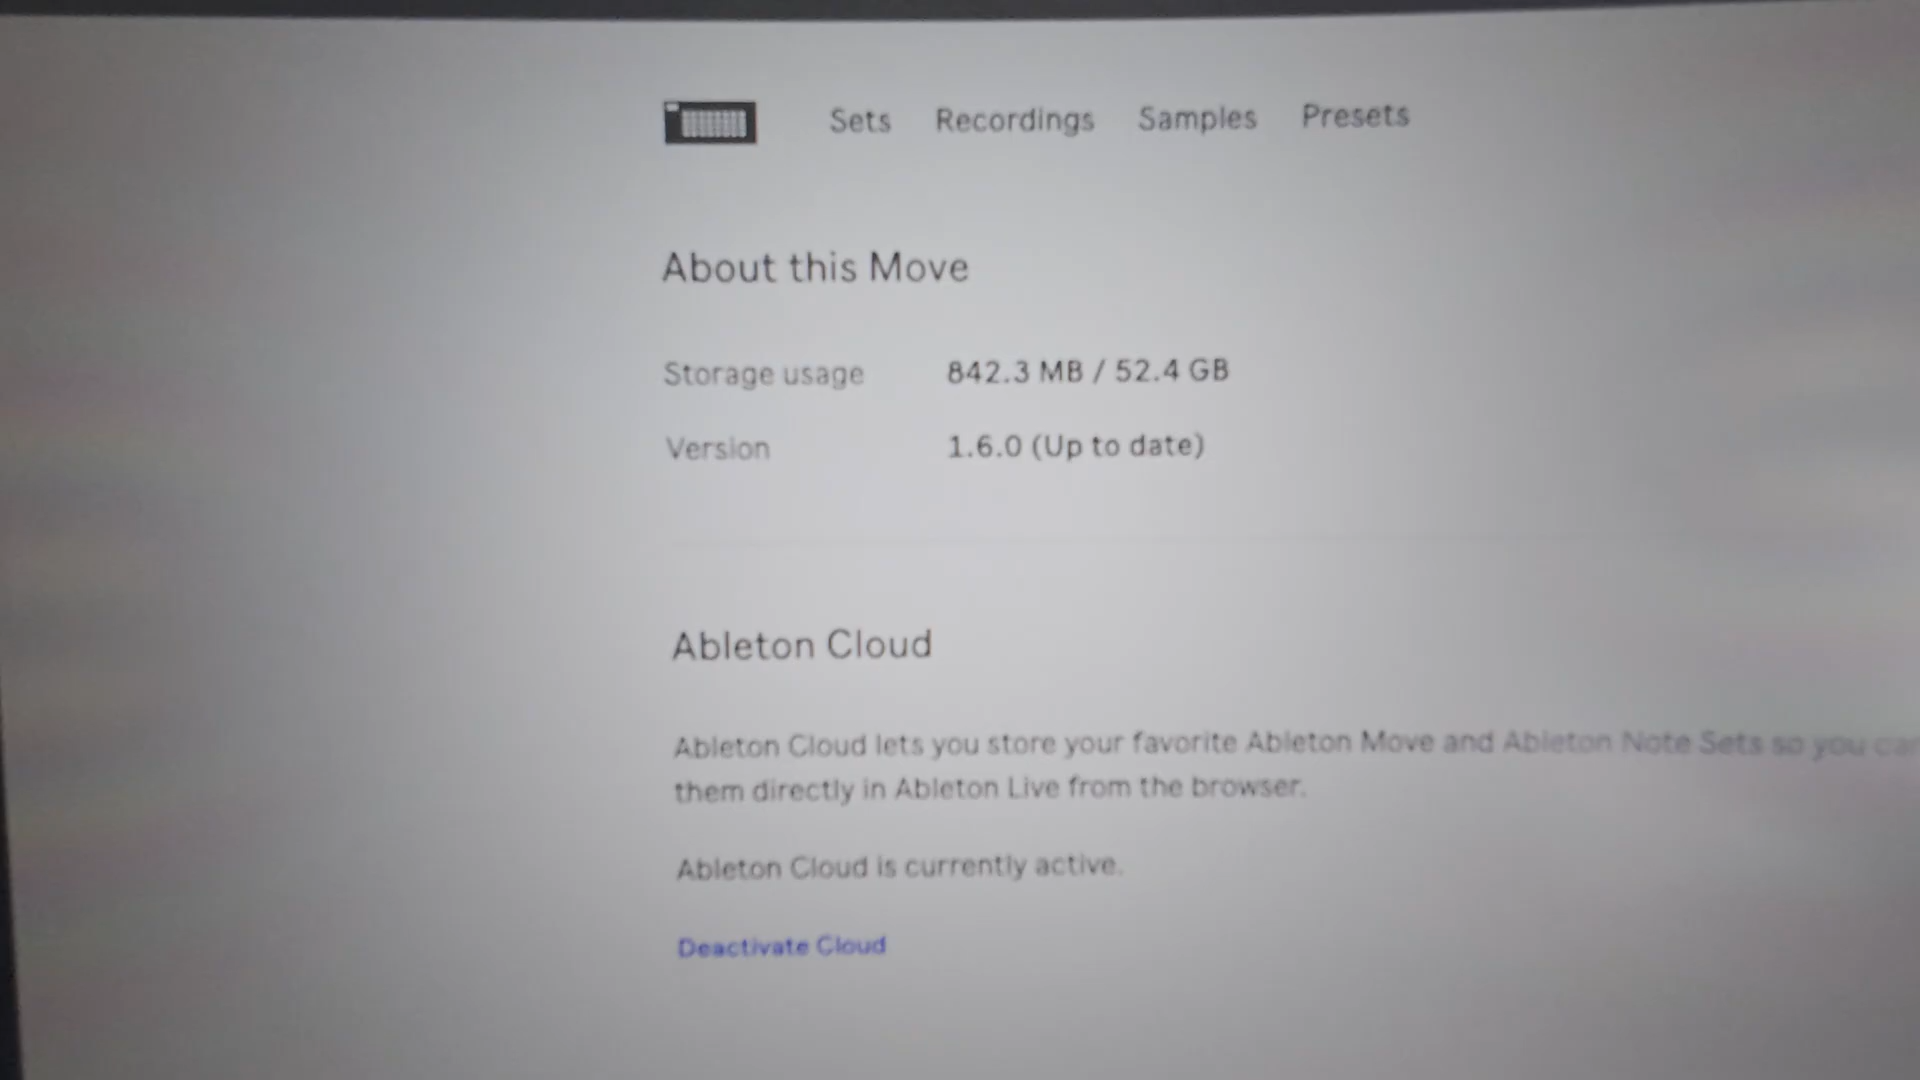 Sets Recordings Samples Presets
About this Move
Storage usage 842.3 MB / 52.4 GB
Version 1.6.0 (Up to date)
Ableton Cloud
Ableton Cloud lets you store your favorite Ableton Move and Ableton Note Sets so you can
them directly in Ableton Live from the browser.
Ableton Cloud is currently active.
Deactivate Cloud